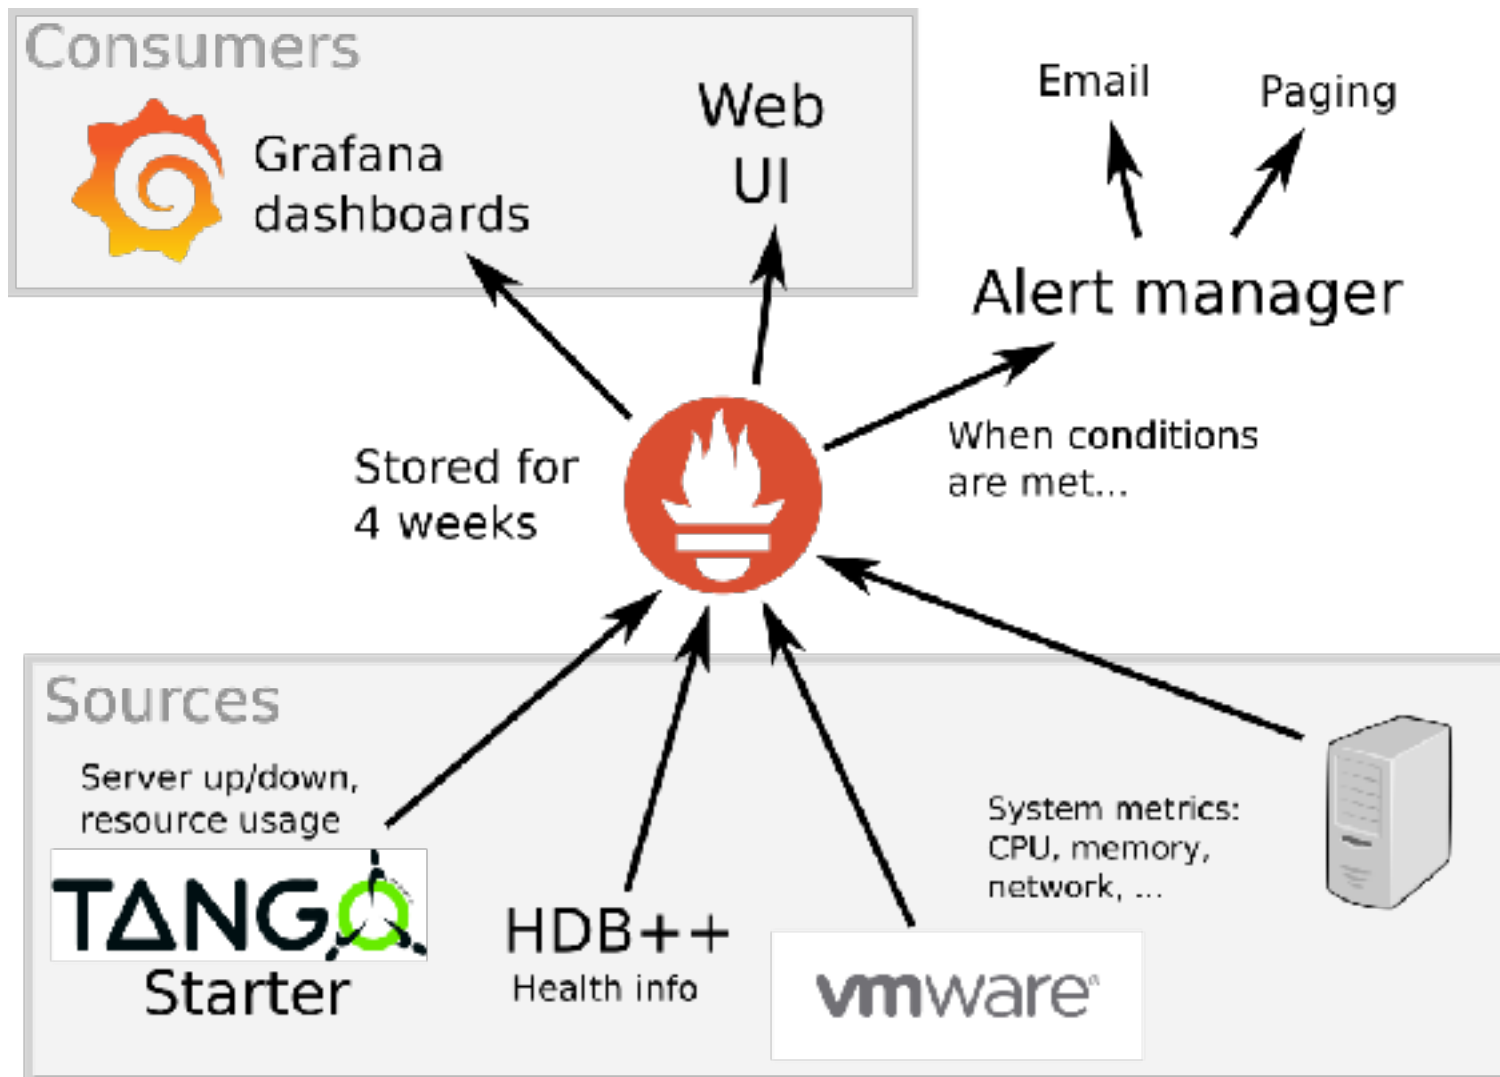 Consumers
Grafana
dashboards
Web
UI
Email
Paging
Alert manager
When conditions
are met...
Stored for
4 weeks
Sources
Server up/down,
resource usage
TANGO
Starter
HDB++
Health info
vmware®
System metrics:
CPU, memory,
network, ...